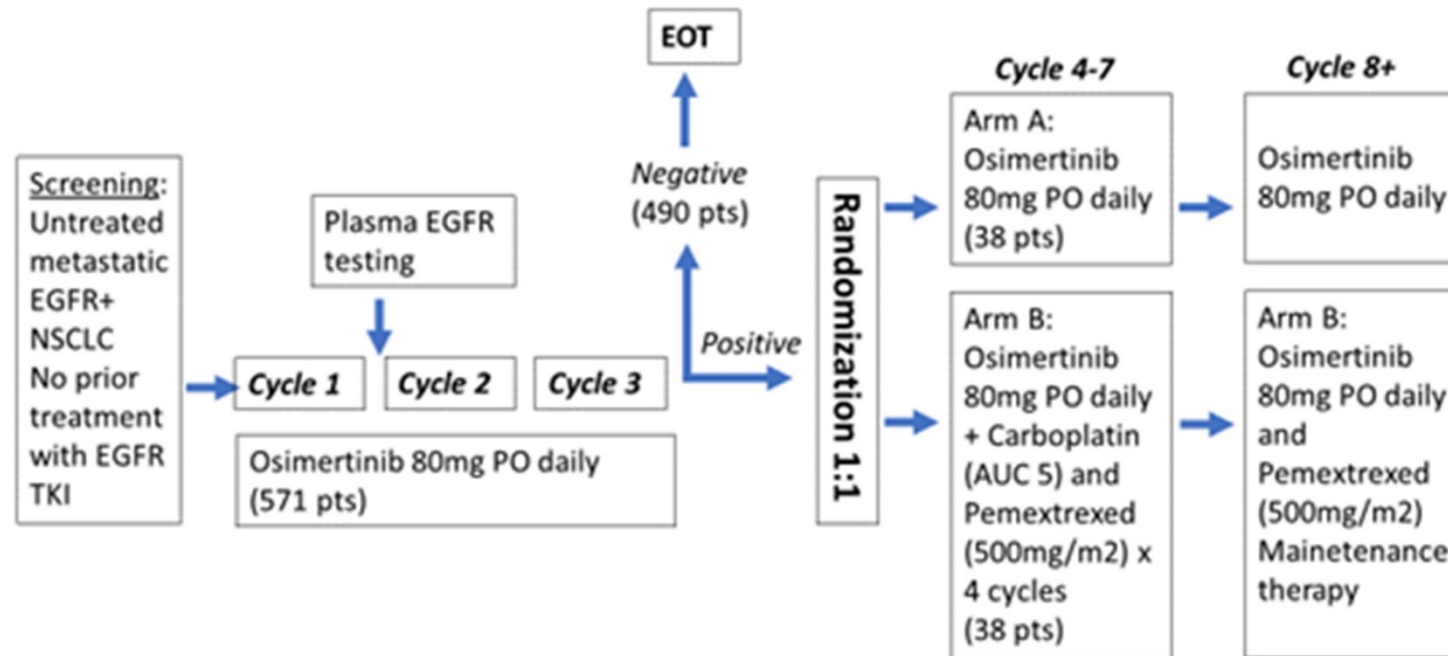 Screening:
Untreated
metastatic
EGFR+
NSCLC
No prior
treatment
with EGFR
TKI
Plasma EGFR
testing
Cycle 1
Cycle 2
Cycle 3
Osimertinib 80mg PO daily
(571 pts)
EOT
Negative
(490 pts)
Positive
Randomization 1:1
Cycle 4-7
Arm A:
Osimertinib
80mg PO daily
(38 pts)
Arm B:
Osimertinib
80mg PO daily
+ Carboplatin
(AUC 5) and
Pemextrexed
(500mg/m2) x
4 cycles
(38 pts)
Cycle 8+
Osimertinib
80mg PO daily
Arm B:
Osimertinib
80mg PO daily
and
Pemextrexed
(500mg/m2)
Mainetenance
therapy